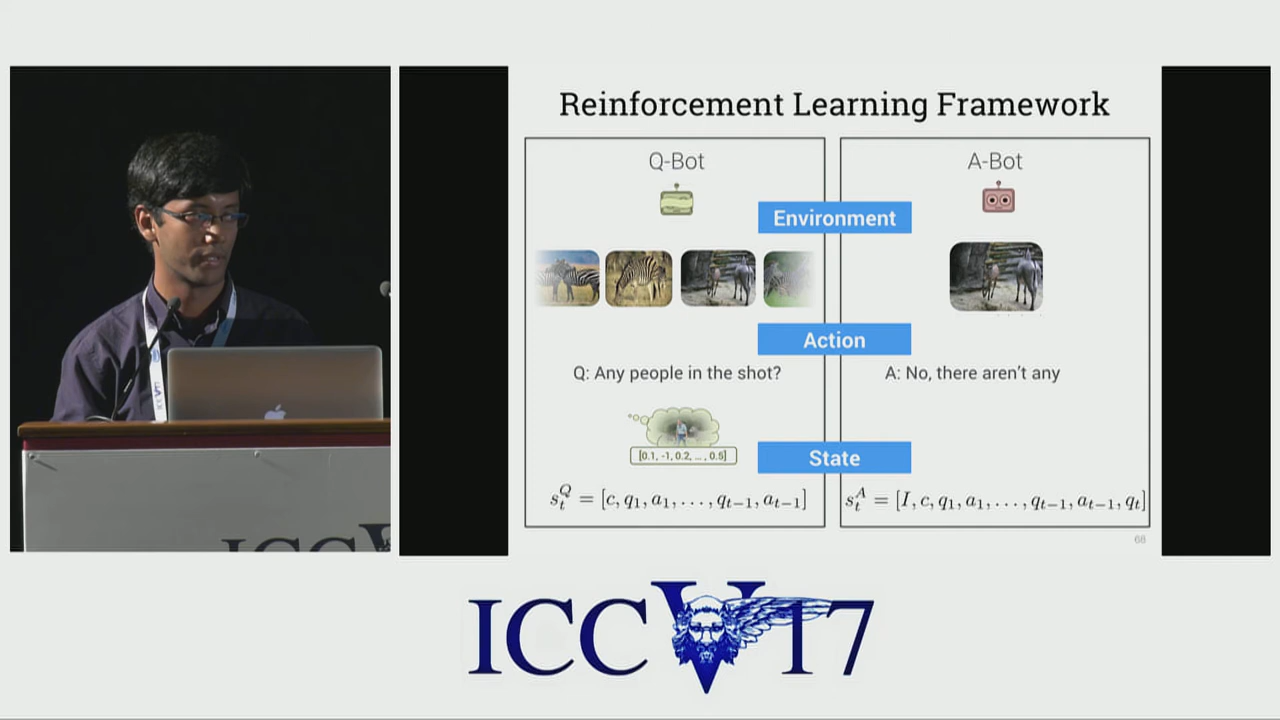 Reinforcement Learning Framework
Q-Bot
A-Bot
Environment
Action
Q: Any people in the shot?
A: No, there aren't any
[0.1, -1, 0.2, ... , 0.5]
State
s_t^Q = [c, q_1, a_1, . . . , q_{t-1}, a_{t-1}]
s_t^A = [I, c, q_1, a_1, . . . , q_{t-1}, a_{t-1}, q_t]
68
ICCV
ICCV17